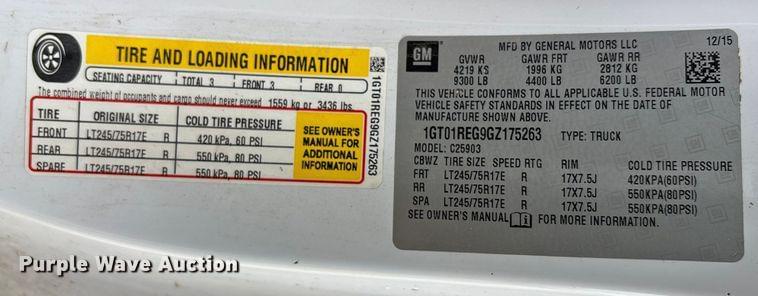 TIRE AND LOADING INFORMATION
SEATING CAPACITY TOTAL 3 FRONT 3 REAR 0
The combined weight of occupants and cargo should never exceed 1559 kg or 3436 lbs.
TIRE ORIGINAL SIZE COLD TIRE PRESSURE
FRONT LT245/75R17E R 420 kPa, 60 PSI
REAR LT245/75R17E R 550 kPa, 80 PSI
SPARE LT245/75R17E R 550 kPa, 80 PSI
SEE OWNER'S
MANUAL FOR
ADDITIONAL
INFORMATION
1GT01REG9GZ175263
GM
MFD BY GENERAL MOTORS LLC 12/15
GVWR GAWR FRT GAWR RR
4219 KG 1996 KG 2812 KG
9300 LB 4400 LB 6200 LB
THIS VEHICLE CONFORMS TO ALL APPLICABLE U.S. FEDERAL MOTOR
VEHICLE SAFETY STANDARDS IN EFFECT ON THE DATE OF
MANUFACTURE SHOWN ABOVE.
1GT01REG9GZ175263 TYPE: TRUCK
MODEL: C25903
CBWZ TIRE SIZE SPEED RTG RIM COLD TIRE PRESSURE
FRT LT245/75R17E R 17X7.5J 420KPA(60PSI)
RR LT245/75R17E R 17X7.5J 550KPA(80PSI)
SPA LT245/75R17E R 17X7.5J 550KPA(80PSI)
SEE OWNER'S MANUAL FOR MORE INFORMATION.
Purple Wave Auction